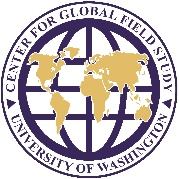 CENTER FOR GLOBAL FIELD STUDY
UNIVERSITY OF WASHINGTON